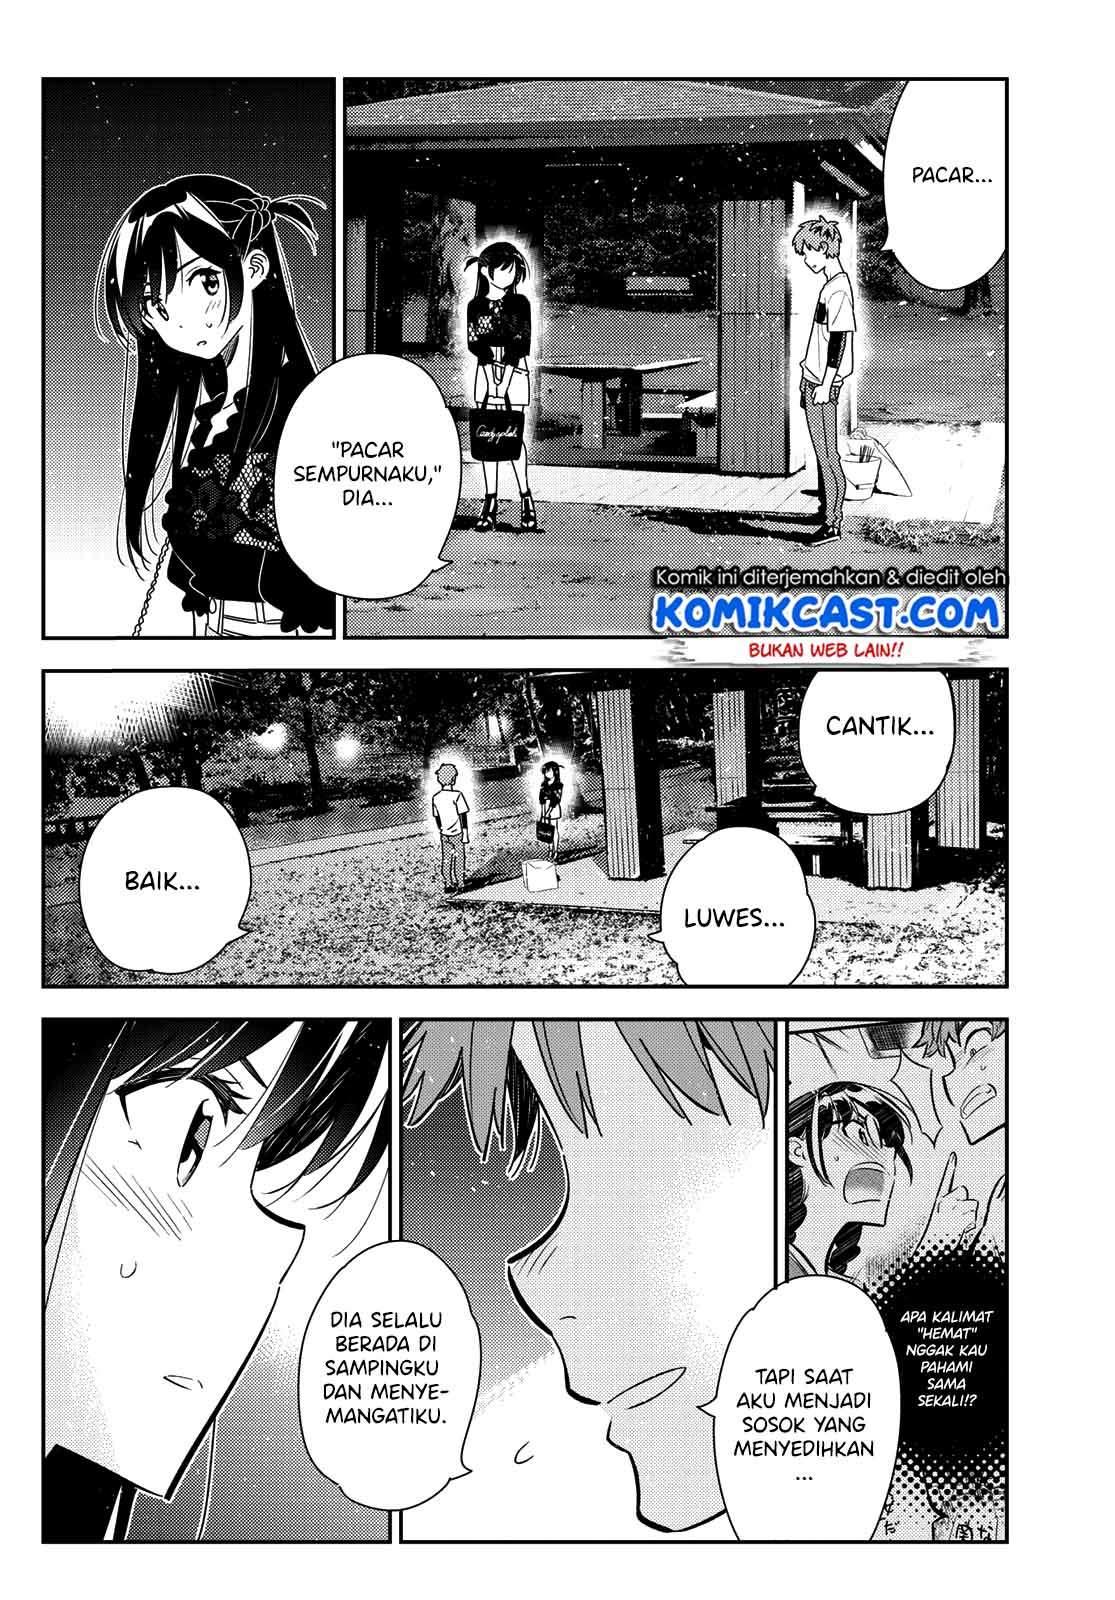 PACAR...
"PACAR
SEMPURNAKU,"
DIA...
Candy splash
Komik ini diterjemahkan & diedit oleh
KOMIKCAST.COM
BUKAN WEB LAIN!!
CANTIK...
LUWES...
BAIK...
APA KALIMAT
"HEMAT"
NGGAK KAU
PAHAMI
SAMA
SEKALI!?
TAPI SAAT
AKU MENJADI
SOSOK YANG
MENYEDIHKAN
...
DIA SELALU
BERADA DI
SAMPINGKU
DAN MENYE-
MANGATIKU.